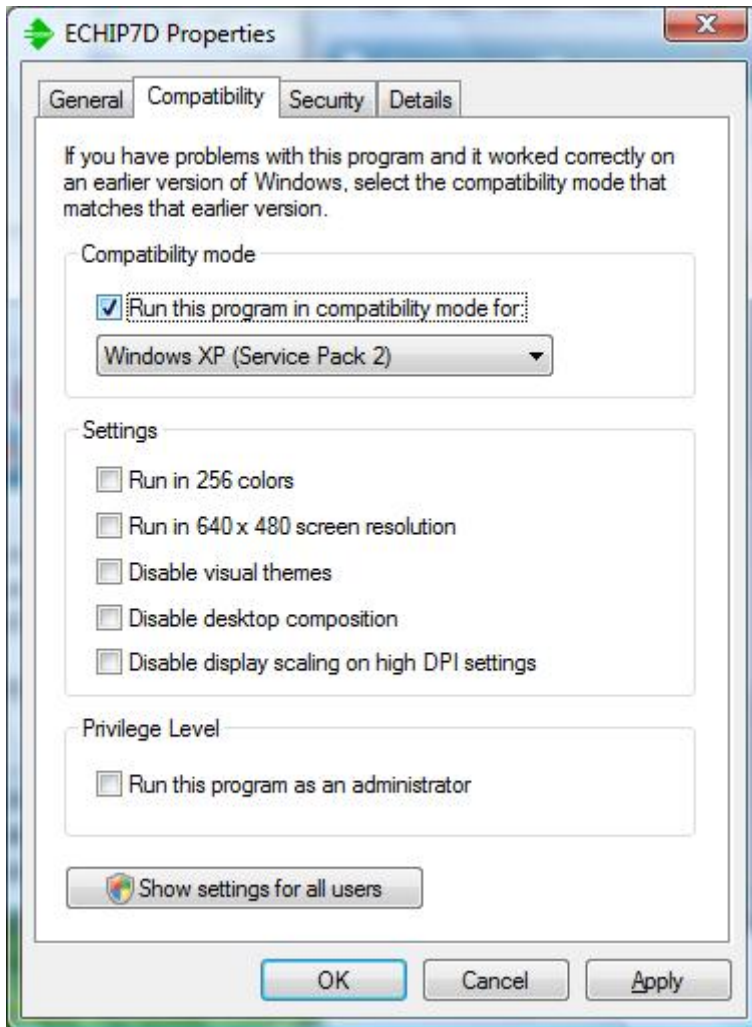 ECHIP7D Properties
General Compatibility Security Details
If you have problems with this program and it worked correctly on
an earlier version of Windows, select the compatibility mode that
matches that earlier version.
Compatibility mode
Run this program in compatibility mode for:
Windows XP (Service Pack 2)
Settings
Run in 256 colors
Run in 640 x 480 screen resolution
Disable visual themes
Disable desktop composition
Disable display scaling on high DPI settings
Privilege Level
Run this program as an administrator
Show settings for all users
OK Cancel Apply